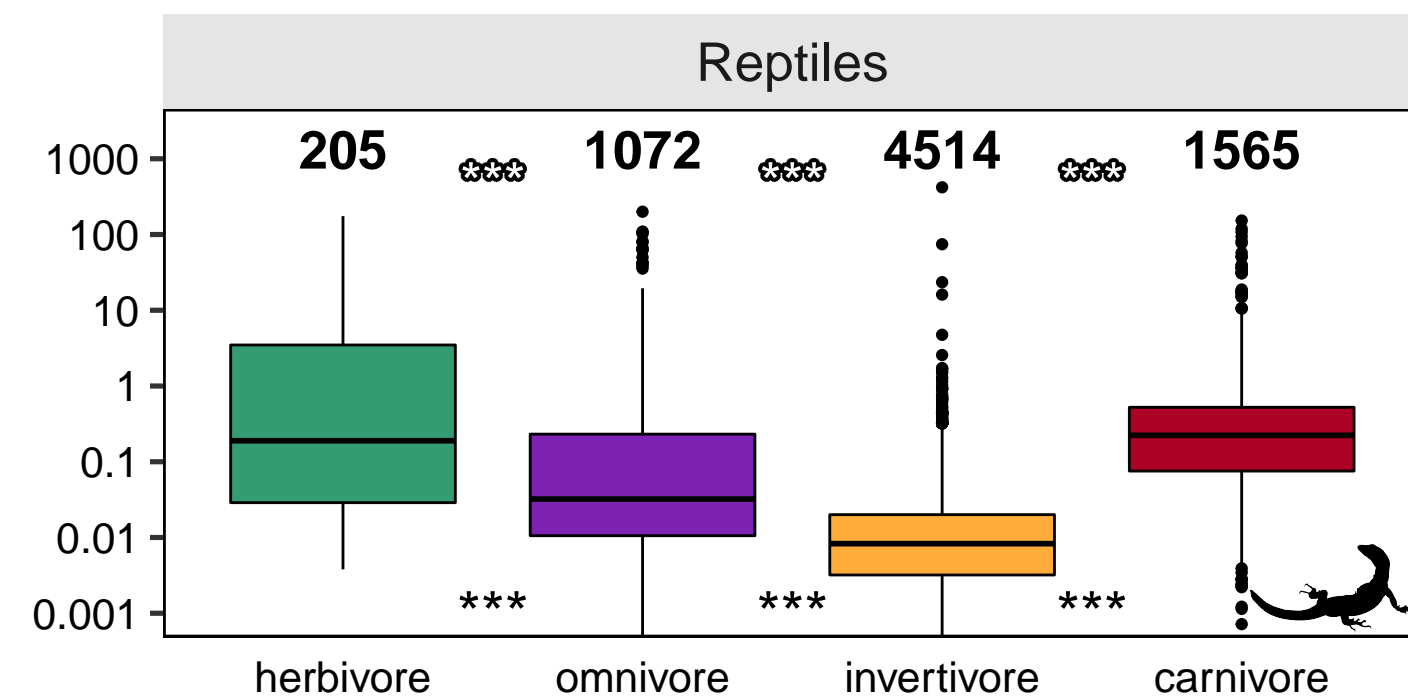 Reptiles
205 *** 1072 *** 4514 *** 1565
1000
100
10
1
0.1
0.01
0.001
*** *** ***
herbivore omnivore invertivore carnivore